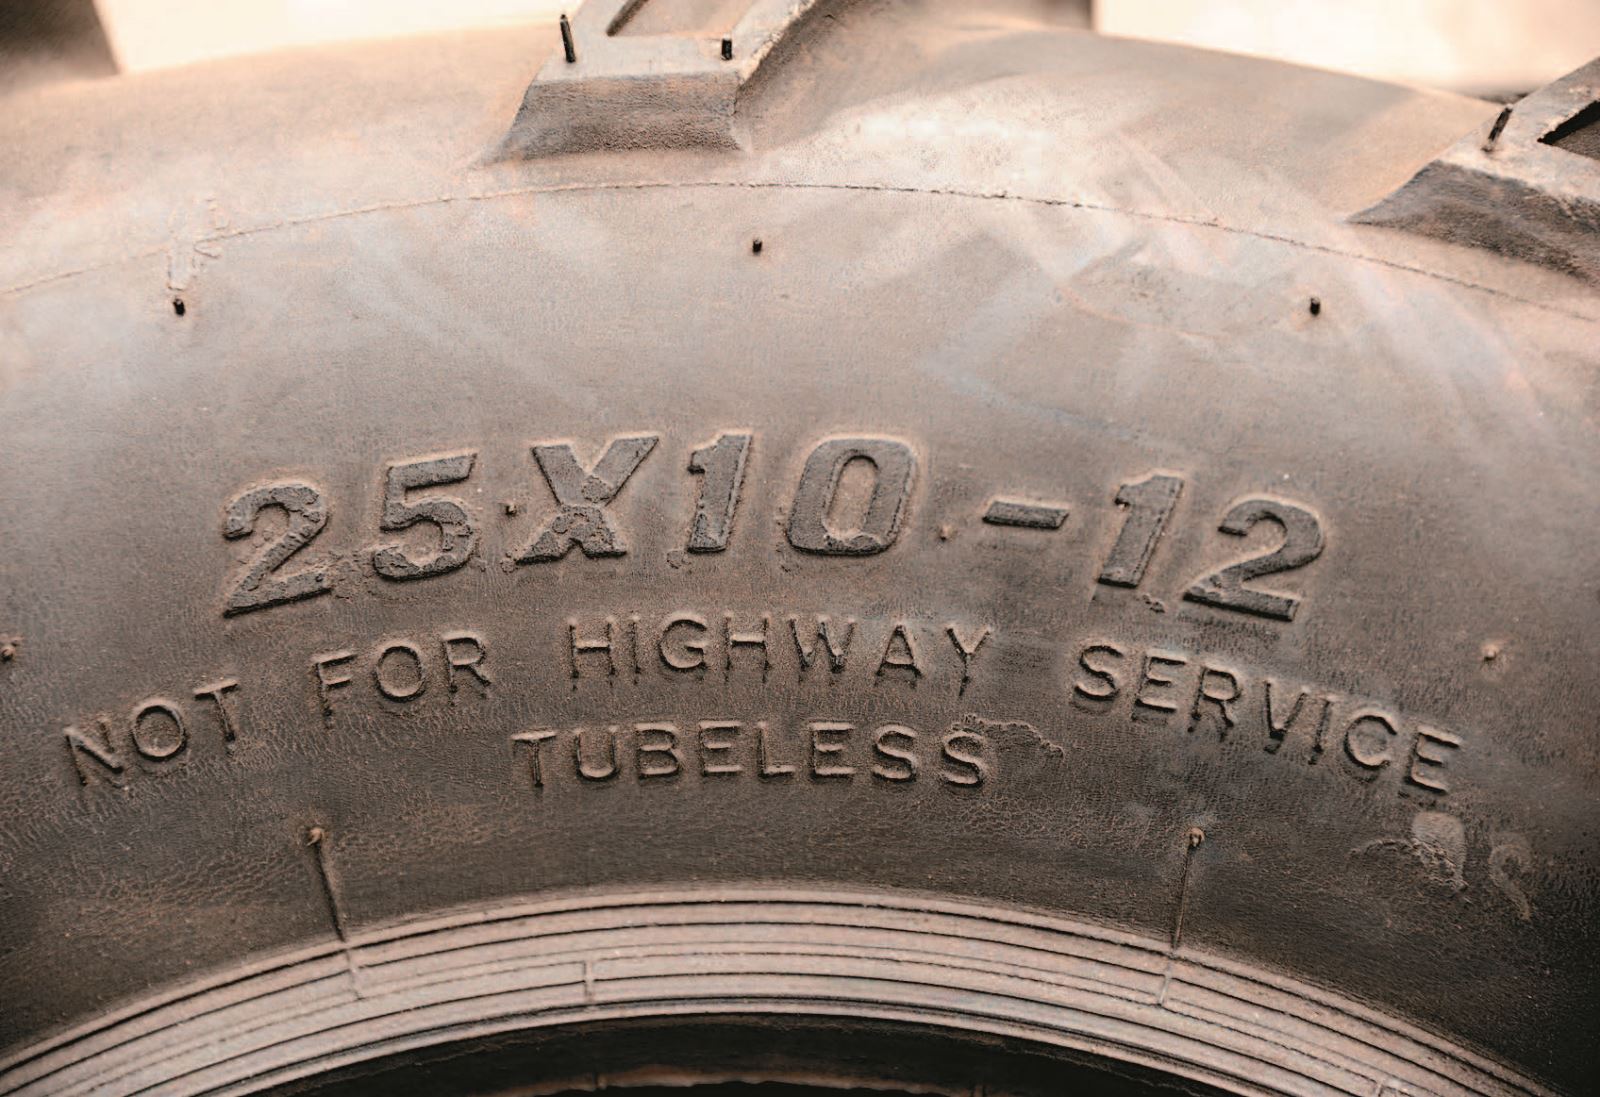 25X10-12
NOT FOR HIGHWAY SERVICE
TUBELESS